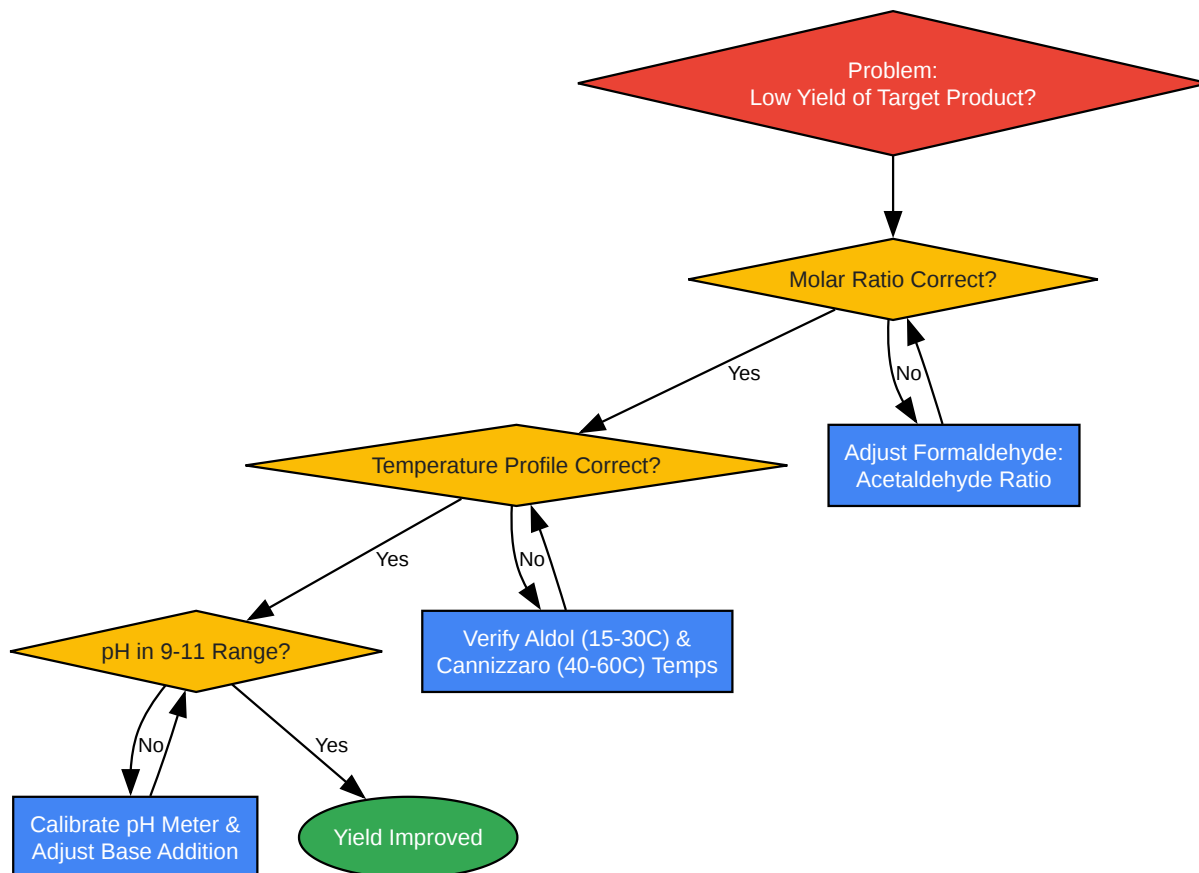 Problem:
Low Yield of Target Product?
Molar Ratio Correct?
Yes
No
Adjust Formaldehyde:
Acetaldehyde Ratio
Temperature Profile Correct?
Yes
No
Verify Aldol (15-30C) &
Cannizzaro (40-60C) Temps
pH in 9-11 Range?
No
Yes
Calibrate pH Meter &
Adjust Base Addition
Yield Improved